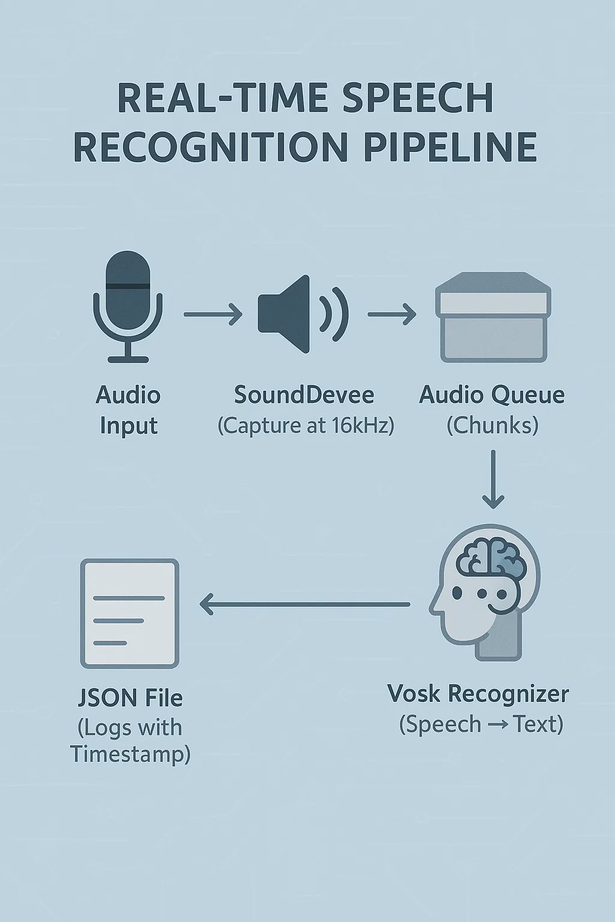 REAL-TIME SPEECH
RECOGNITION PIPELINE
Audio
Input
SoundDevee
(Capture at 16kHz)
Audio Queue
(Chunks)
JSON File
(Logs with
Timestamp)
Vosk Recognizer
(Speech → Text)